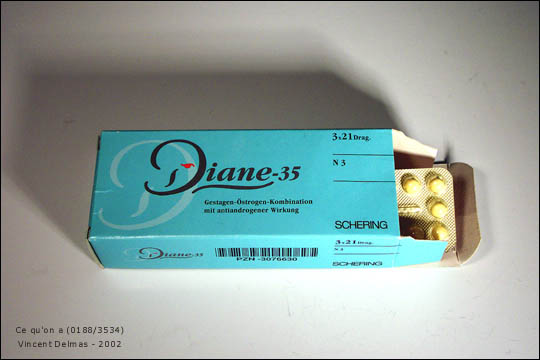 Diane-35
Gestagen-Östrogen-Kombination
mit antiandrogener Wirkung
3x21 Drag.
N 3
SCHERING
Diane-35
PZN -3076630
3x21 Drag.
SCHERING
Ce qu'on a (0188/3534)
Vincent Delmas - 2002